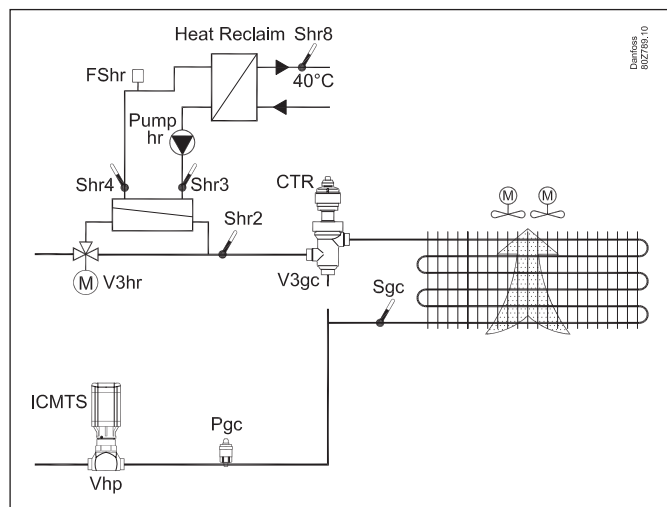 Heat Reclaim
Shr8
FShr
40°C
Pump
hr
Shr4
Shr3
CTR
M
M
Shr2
M
V3hr
V3gc
Sgc
ICMTS
Pgc
Vhp
Danfoss
80Z789.10